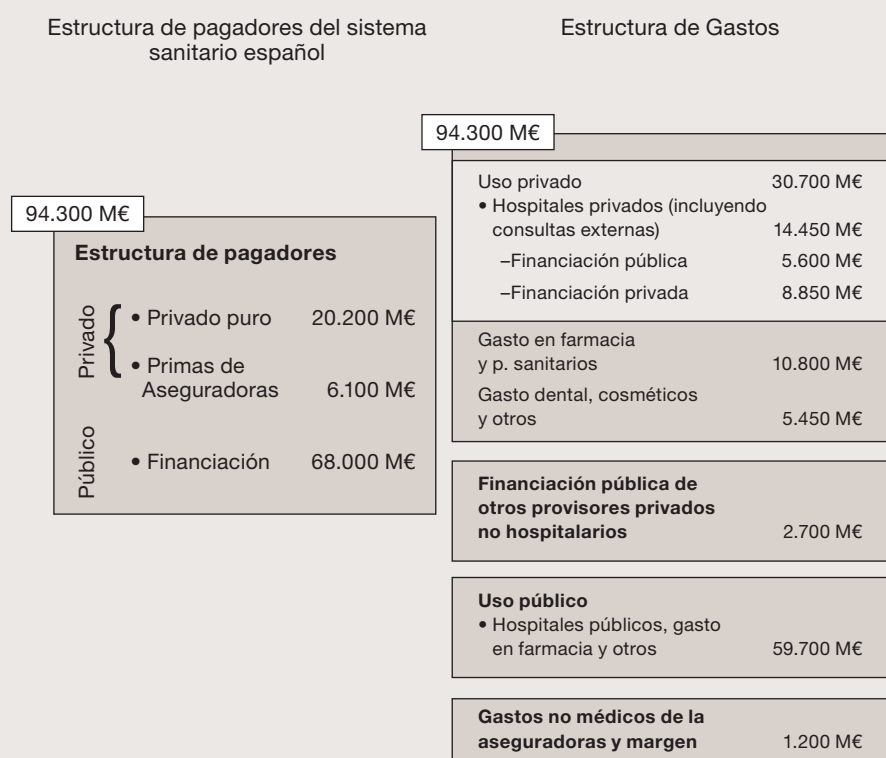 Estructura de pagadores del sistema
sanitario español
94.300 M€
Estructura de pagadores
Privado
• Privado puro 20.200 M€
• Primas de
Aseguradoras 6.100 M€
Público
• Financiación 68.000 M€
Estructura de Gastos
94.300 M€
Uso privado 30.700 M€
• Hospitales privados (incluyendo
consultas externas) 14.450 M€
–Financiación pública 5.600 M€
–Financiación privada 8.850 M€
Gasto en farmacia
y p. sanitarios 10.800 M€
Gasto dental, cosméticos
y otros 5.450 M€
Financiación pública de
otros provisores privados
no hospitalarios 2.700 M€
Uso público
• Hospitales públicos, gasto
en farmacia y otros 59.700 M€
Gastos no médicos de la
aseguradoras y margen 1.200 M€